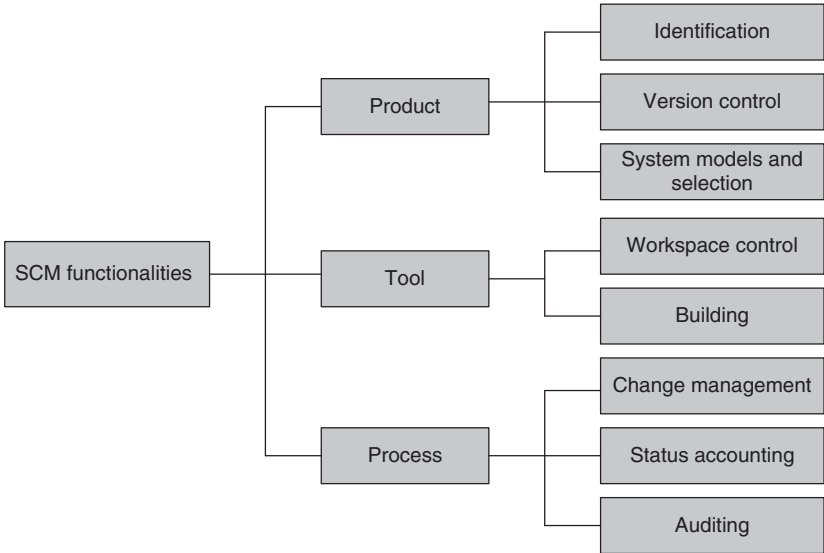 SCM functionalities
Product
Identification
Version control
System models and
selection
Tool
Workspace control
Building
Process
Change management
Status accounting
Auditing